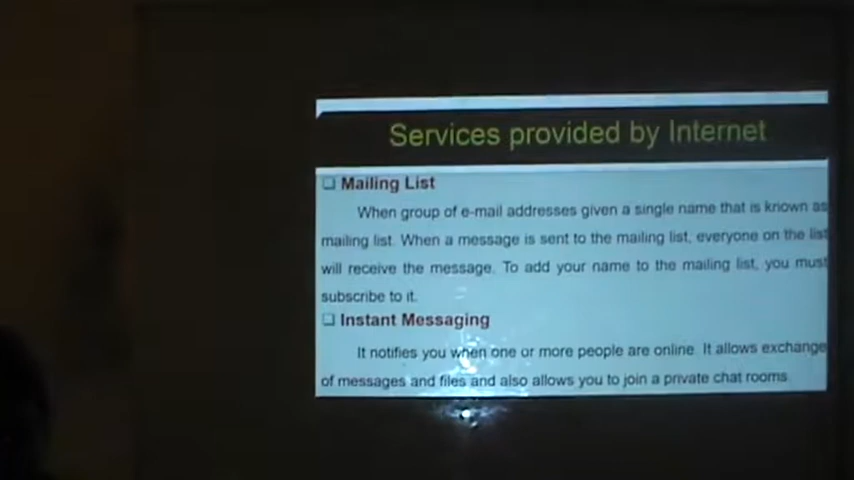 Services provided by Internet
Mailing List
When group of e-mail addresses given a single name that is known as
mailing list. When a message is sent to the mailing list, everyone on the list
will receive the message. To add your name to the mailing list, you must
subscribe to it.
Instant Messaging
It notifies you when one or more people are online. It allows exchange
of messages and files and also allows you to join a private chat rooms.